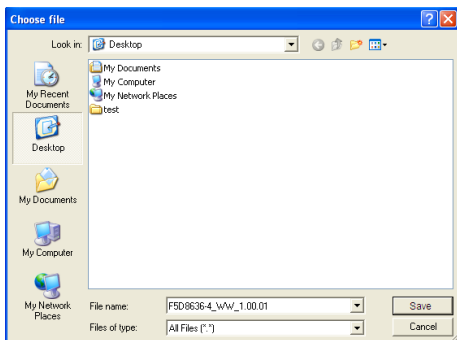 Choose file
Look in:
Desktop
My Recent
Documents
Desktop
My Documents
My Computer
My Network
Places
My Documents
My Computer
My Network Places
test
File name:
F5D8636-4_WW_1.00.01
Save
Files of type:
All Files (*.*)
Cancel